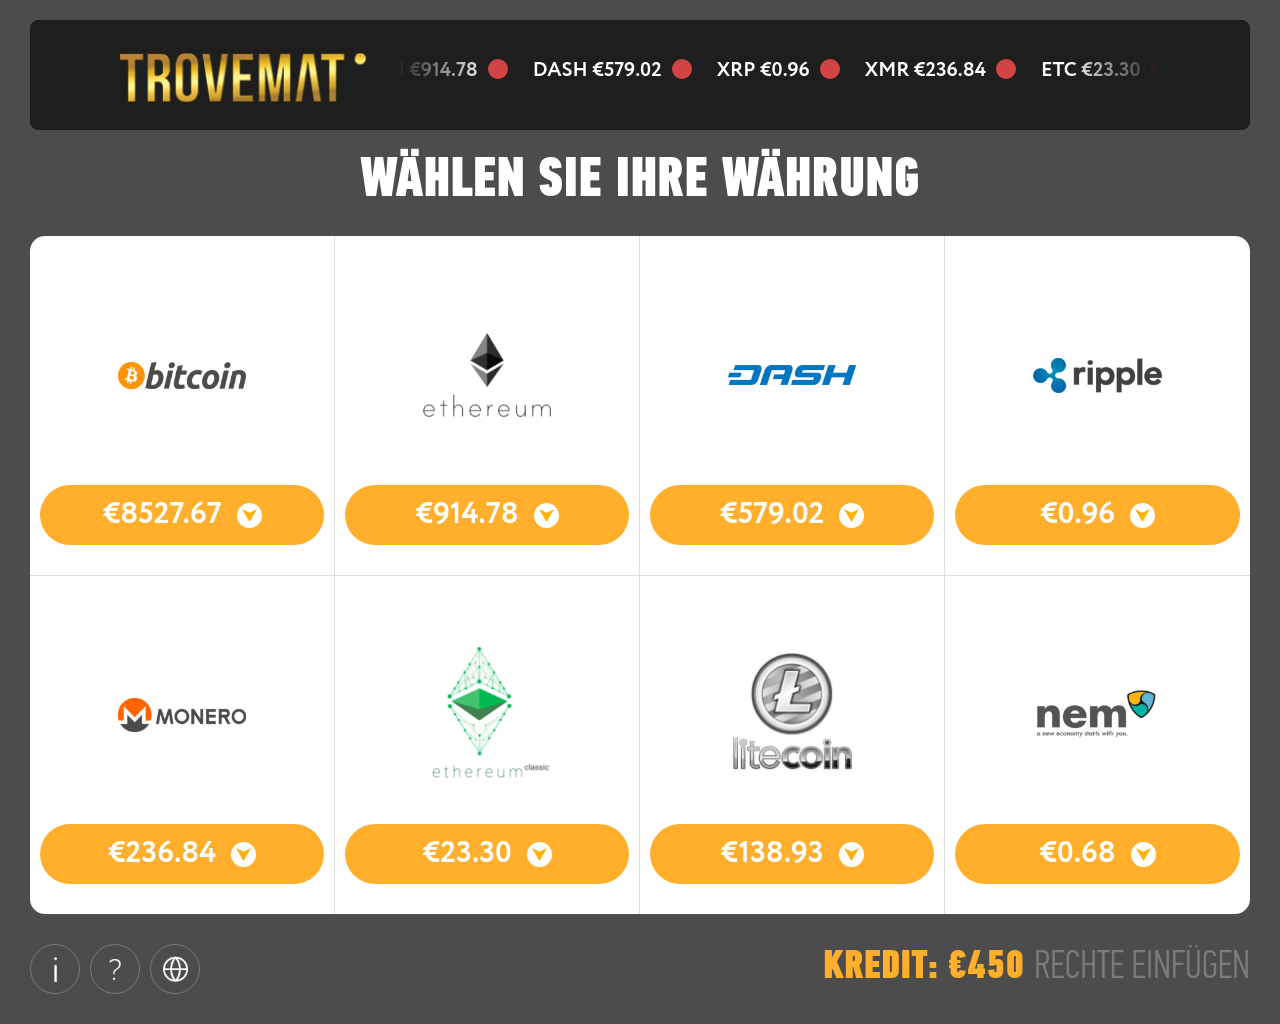 TROVEMAT
€914.78 DASH €579.02 XRP €0.96 XMR €236.84 ETC €23.30
WÄHLEN SIE IHRE WÄHRUNG
bitcoin
ethereum
DASH
ripple
€8527.67
€914.78
€579.02
€0.96
MONERO
ethereum classic
litecoin
nem
a new economy starts with you.
€236.84
€23.30
€138.93
€0.68
i ?
KREDIT: €450 RECHTE EINFÜGEN